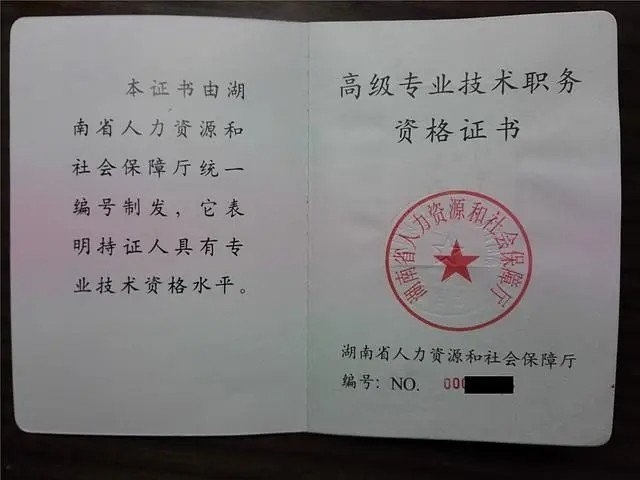 本证书由湖
南省人力资源和
社会保障厅统一
编号制发，它表
明持证人具有专
业技术资格水平。
高级专业技术职务
资格证书
湖南省人力资源和社会保障厅
湖南省人力资源和社会保障厅
编号：NO. 000